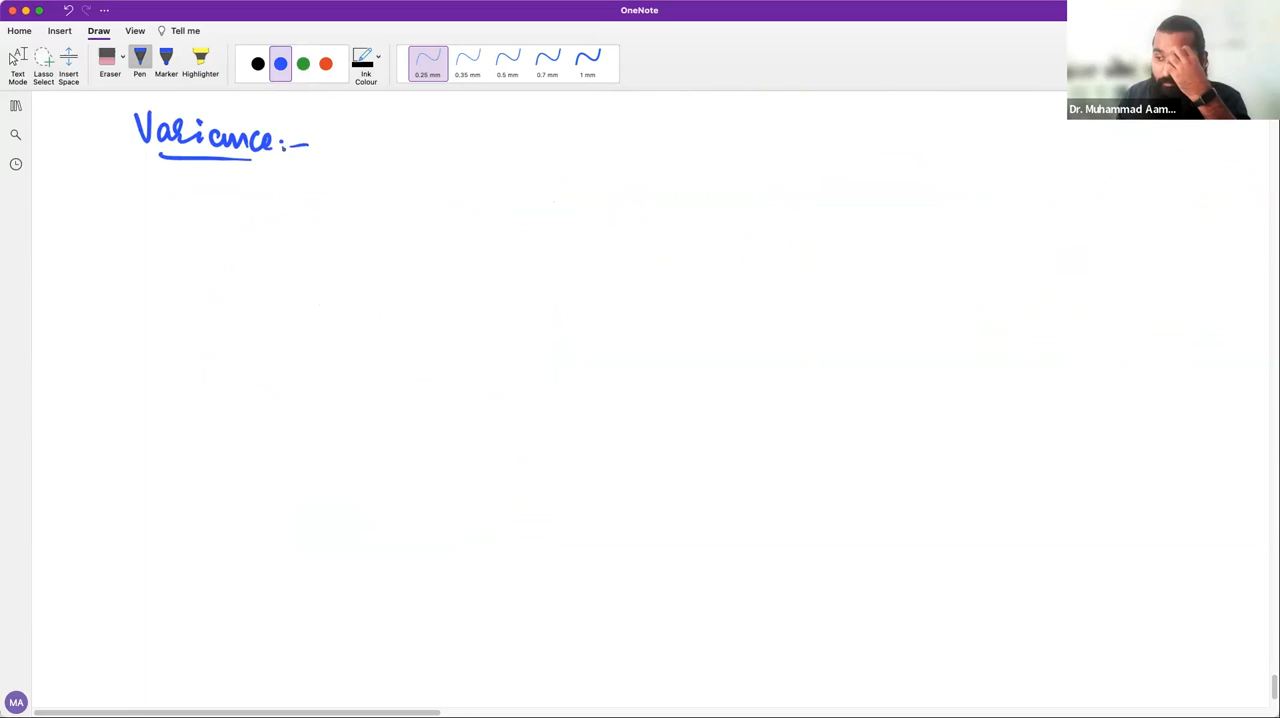 OneNote
Home Insert Draw View Tell me
Text Mode
Lasso Select
Insert Space
Eraser
Pen
Marker
Highlighter
Ink Colour
0.25 mm
0.35 mm
0.5 mm
0.7 mm
1 mm
Dr. Muhammad Aam...
Variance:-
MA